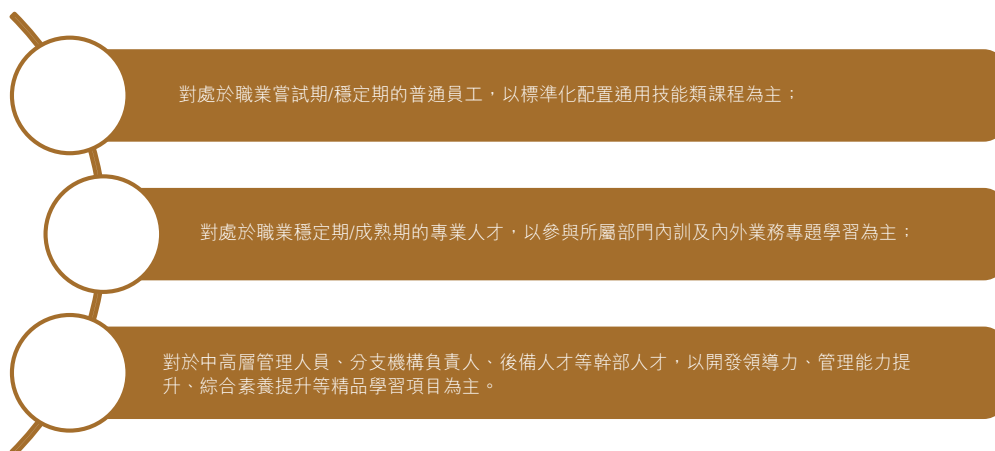 對處於職業嘗試期/穩定期的普通員工，以標準化配置通用技能類課程為主；
對處於職業穩定期/成熟期的專業人才，以參與所屬部門內訓及內外業務專題學習為主；
對於中高層管理人員、分支機構負責人、後備人才等幹部人才，以開發領導力、管理能力提
升、綜合素養提升等精品學習項目為主。